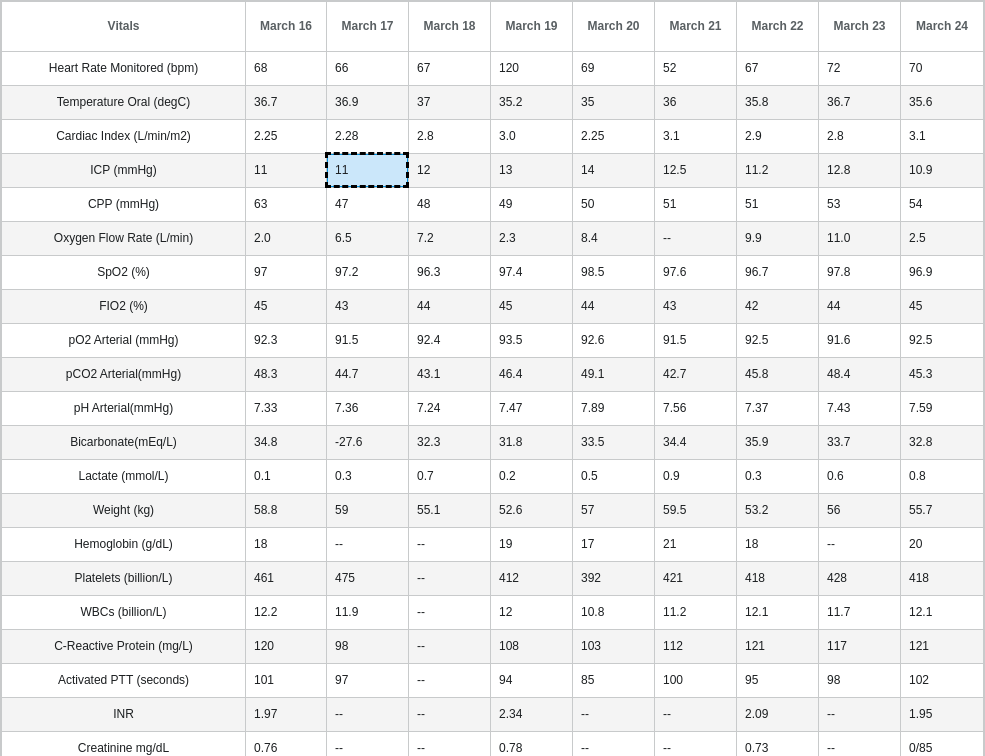 Vitals March 16 March 17 March 18 March 19 March 20 March 21 March 22 March 23 March 24
Heart Rate Monitored (bpm) 68 66 67 120 69 52 67 72 70
Temperature Oral (degC) 36.7 36.9 37 35.2 35 36 35.8 36.7 35.6
Cardiac Index (L/min/m2) 2.25 2.28 2.8 3.0 2.25 3.1 2.9 2.8 3.1
ICP (mmHg) 11 11 12 13 14 12.5 11.2 12.8 10.9
CPP (mmHg) 63 47 48 49 50 51 51 53 54
Oxygen Flow Rate (L/min) 2.0 6.5 7.2 2.3 8.4 -- 9.9 11.0 2.5
SpO2 (%) 97 97.2 96.3 97.4 98.5 97.6 96.7 97.8 96.9
FIO2 (%) 45 43 44 45 44 43 42 44 45
pO2 Arterial (mmHg) 92.3 91.5 92.4 93.5 92.6 91.5 92.5 91.6 92.5
pCO2 Arterial(mmHg) 48.3 44.7 43.1 46.4 49.1 42.7 45.8 48.4 45.3
pH Arterial(mmHg) 7.33 7.36 7.24 7.47 7.89 7.56 7.37 7.43 7.59
Bicarbonate(mEq/L) 34.8 -27.6 32.3 31.8 33.5 34.4 35.9 33.7 32.8
Lactate (mmol/L) 0.1 0.3 0.7 0.2 0.5 0.9 0.3 0.6 0.8
Weight (kg) 58.8 59 55.1 52.6 57 59.5 53.2 56 55.7
Hemoglobin (g/dL) 18 -- -- 19 17 21 18 -- 20
Platelets (billion/L) 461 475 -- 412 392 421 418 428 418
WBCs (billion/L) 12.2 11.9 -- 12 10.8 11.2 12.1 11.7 12.1
C-Reactive Protein (mg/L) 120 98 -- 108 103 112 121 117 121
Activated PTT (seconds) 101 97 -- 94 85 100 95 98 102
INR 1.97 -- -- 2.34 -- -- 2.09 -- 1.95
Creatinine mg/dL 0.76 -- -- 0.78 -- -- 0.73 -- 0/85